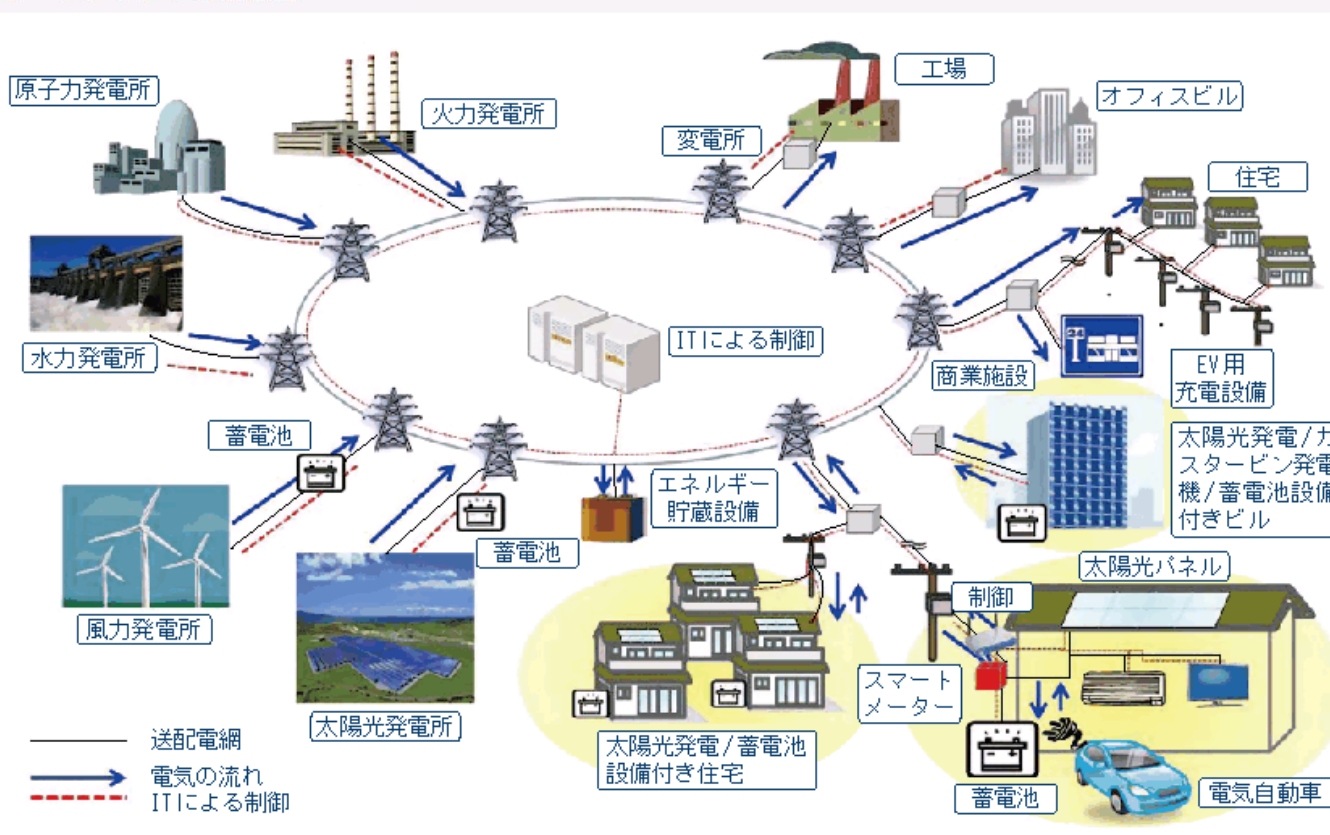 原子力発電所
火力発電所
変電所
工場
オフィスビル
住宅
水力発電所
ITによる制御
24
商業施設
EV用
充電設備
蓄電池
エネルギー
貯蔵設備
太陽光発電/ガ
スタービン発電
機/蓄電池設備
付きビル
蓄電池
風力発電所
太陽光発電所
太陽光パネル
制御
スマート
メーター
太陽光発電/蓄電池
設備付き住宅
蓄電池
電気自動車
送配電網
電気の流れ
ITによる制御